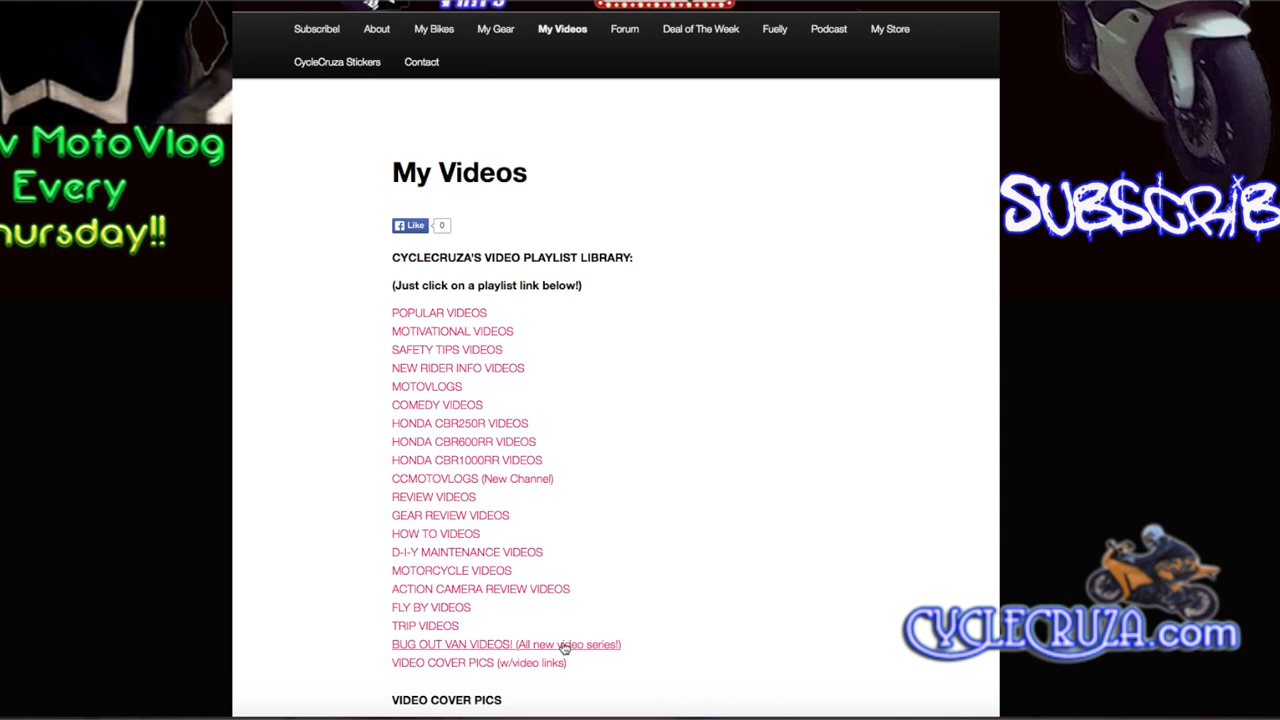 Subscribe! About My Bikes My Gear My Videos Forum Deal of The Week Fuelly Podcast My Store
CycleCruza Stickers Contact
MotoVlog
Every
My Videos
Like 0
CYCLECRUZA'S VIDEO PLAYLIST LIBRARY:
(Just click on a playlist link below!)
POPULAR VIDEOS
MOTIVATIONAL VIDEOS
SAFETY TIPS VIDEOS
NEW RIDER INFO VIDEOS
MOTOVLOGS
COMEDY VIDEOS
HONDA CBR250R VIDEOS
HONDA CBR600RR VIDEOS
HONDA CBR1000RR VIDEOS
CCMOTOVLOGS (New Channel)
REVIEW VIDEOS
GEAR REVIEW VIDEOS
HOW TO VIDEOS
D-I-Y MAINTENANCE VIDEOS
MOTORCYCLE VIDEOS
ACTION CAMERA REVIEW VIDEOS
FLY BY VIDEOS
TRIP VIDEOS
BUG OUT VAN VIDEOS! (All new video series!)
VIDEO COVER PICS (w/video links)
VIDEO COVER PICS
CYCLECRUZA.com